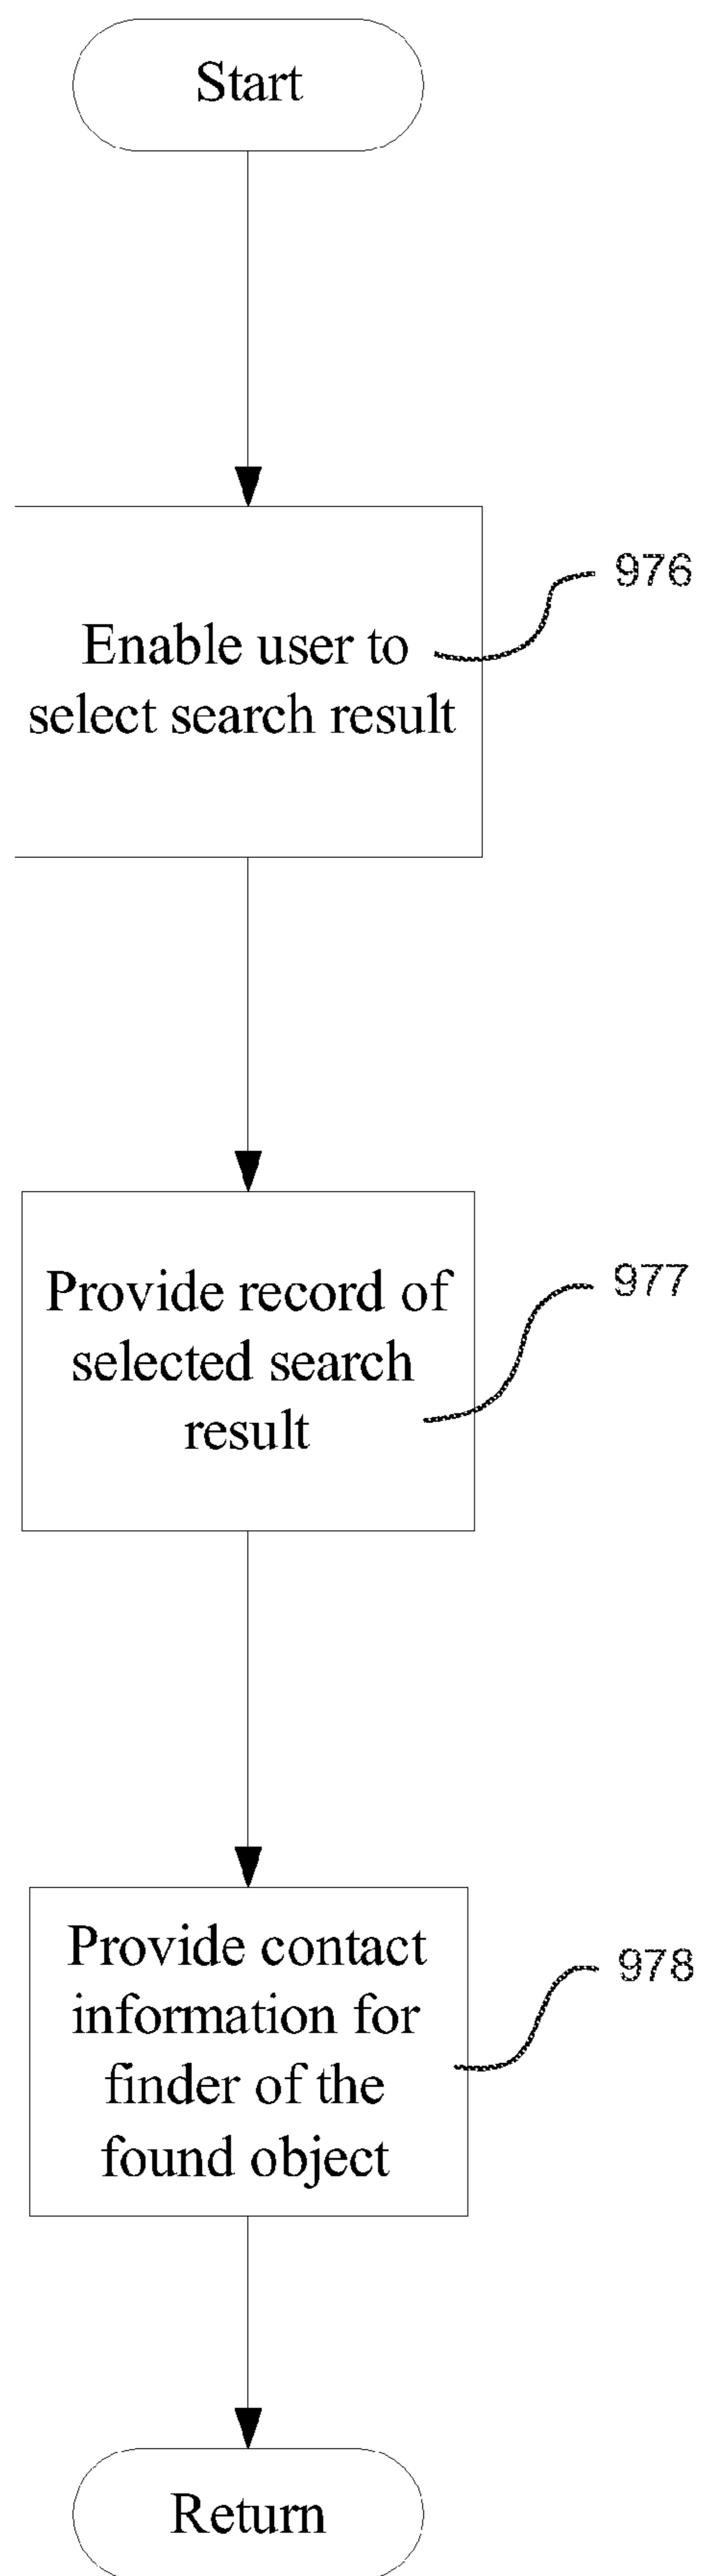 Start
976
Enable user to
select search result
977
Provide record of
selected search
result
978
Provide contact
information for
finder of the
found object
Return